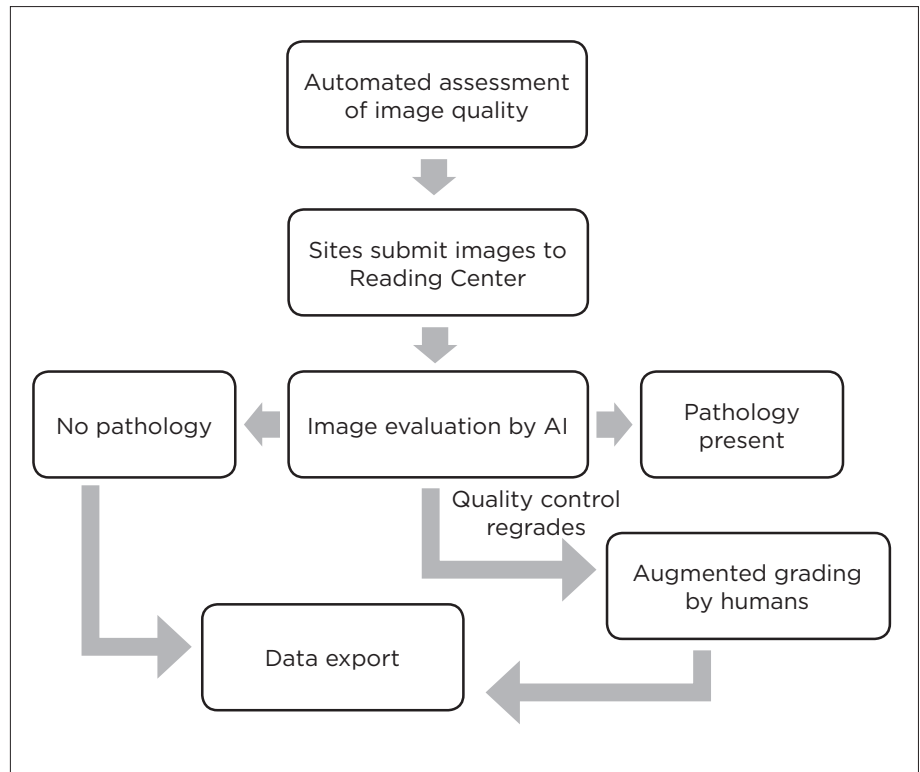 Automated assessment
of image quality
Sites submit images to
Reading Center
No pathology
Image evaluation by AI
Pathology
present
Quality control
regrades
Augmented grading
by humans
Data export